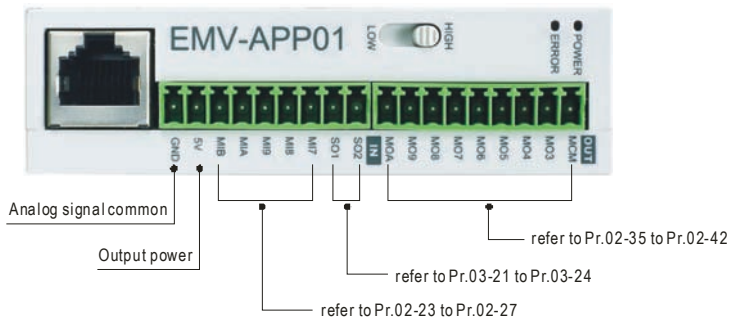 EMV-APP01
LOW
HIGH
ERROR
POWER
GND
5V
MIB
MIA
MI9
MI8
MI7
SO1
SO2
IN
MOA
MO9
MO8
MO7
MO6
MO5
MO4
MO3
MCM
OUT
Analog signal common
Output power
refer to Pr.02-35 to Pr.02-42
refer to Pr.03-21 to Pr.03-24
refer to Pr.02-23 to Pr.02-27